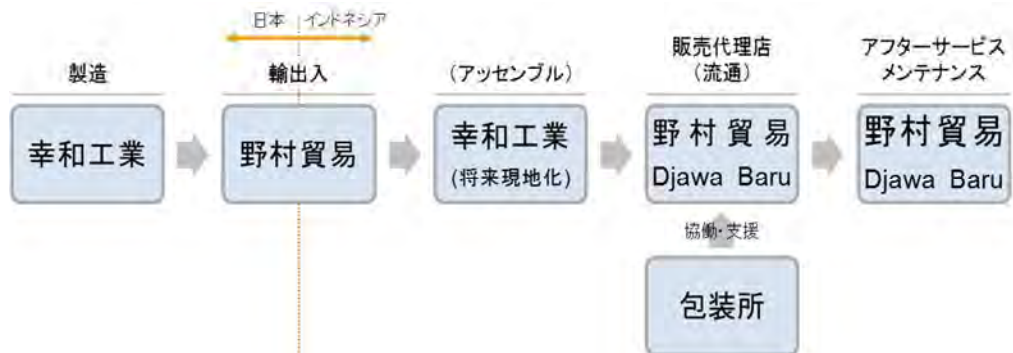 日本 インドネシア
製造
輸出入
(アッセンブル)
販売代理店
(流通)
アフターサービス
メンテナンス
幸和工業
野村貿易
幸和工業
(将来現地化)
野村貿易
Djawa Baru
野村貿易
Djawa Baru
協働・支援
包装所